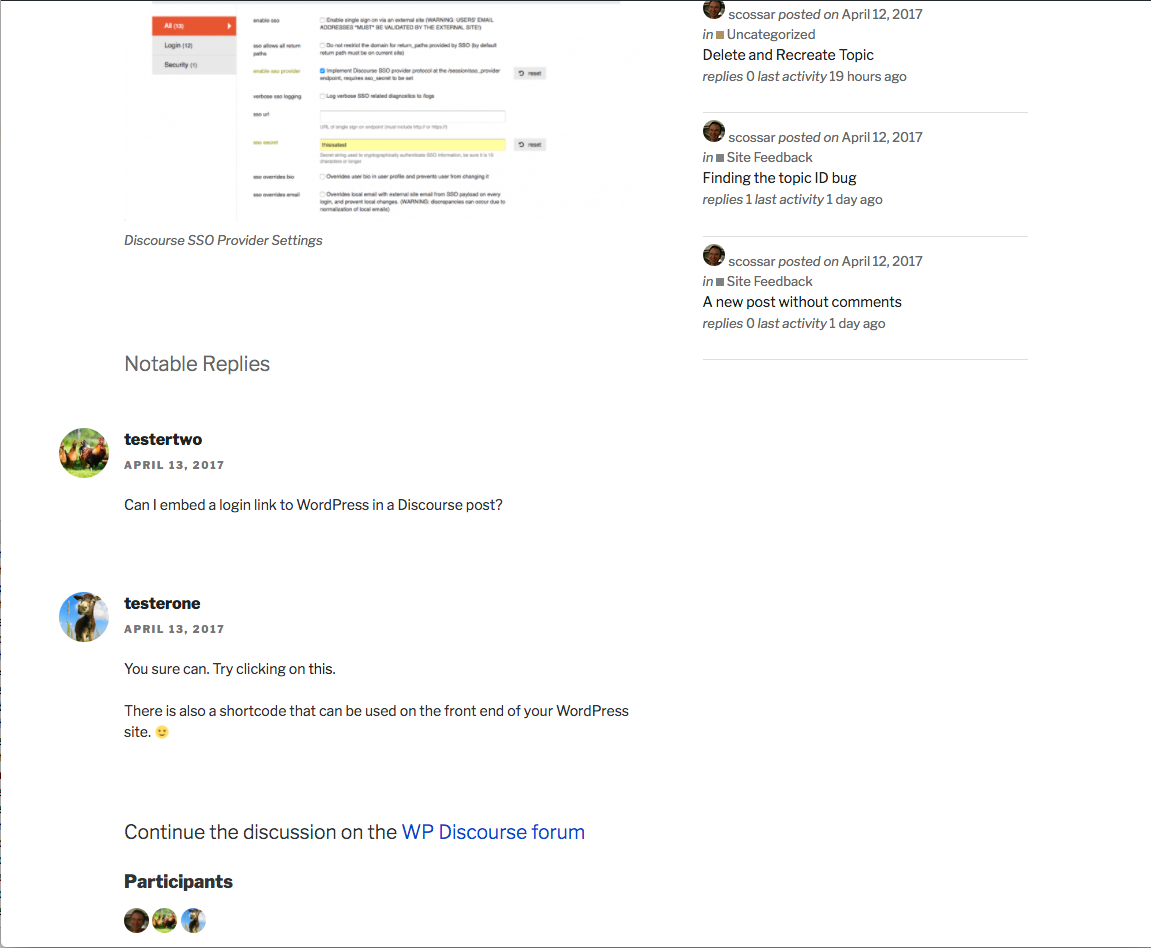 All (13)
Login (12)
Security (1)
enable sso
Enable single sign on via an external site (WARNING: USERS' EMAIL
ADDRESSES *MUST* BE VALIDATED BY THE EXTERNAL SITE!)
sso allows all return
paths
Do not restrict the domain for return_paths provided by SSO (by default
return path must be on current site)
enable sso provider
Implement Discourse SSO provider protocol at the /session/sso_provider
endpoint, requires sso_secret to be set
reset
verbose sso logging
Log verbose SSO related diagnostics to /logs
sso url
URL of single sign on endpoint (must include http:// or https://)
sso secret
reset
Secret string used to cryptographically authenticate SSO information, be sure it is 10
characters or longer
sso overrides bio
Overrides user bio in user profile and prevents user from changing it
sso overrides email
Overrides local email with external site email from SSO payload on every
login, and prevent local changes. (WARNING: discrepancies can occur due to
normalization of local emails)
Discourse SSO Provider Settings
Notable Replies
testertwo
APRIL 13, 2017
Can I embed a login link to WordPress in a Discourse post?
testerone
APRIL 13, 2017
You sure can. Try clicking on this.
There is also a shortcode that can be used on the front end of your WordPress
site. 🙂
Continue the discussion on the WP Discourse forum
Participants
scossar posted on April 12, 2017
in Uncategorized
Delete and Recreate Topic
replies 0 last activity 19 hours ago
scossar posted on April 12, 2017
in Site Feedback
Finding the topic ID bug
replies 1 last activity 1 day ago
scossar posted on April 12, 2017
in Site Feedback
A new post without comments
replies 0 last activity 1 day ago